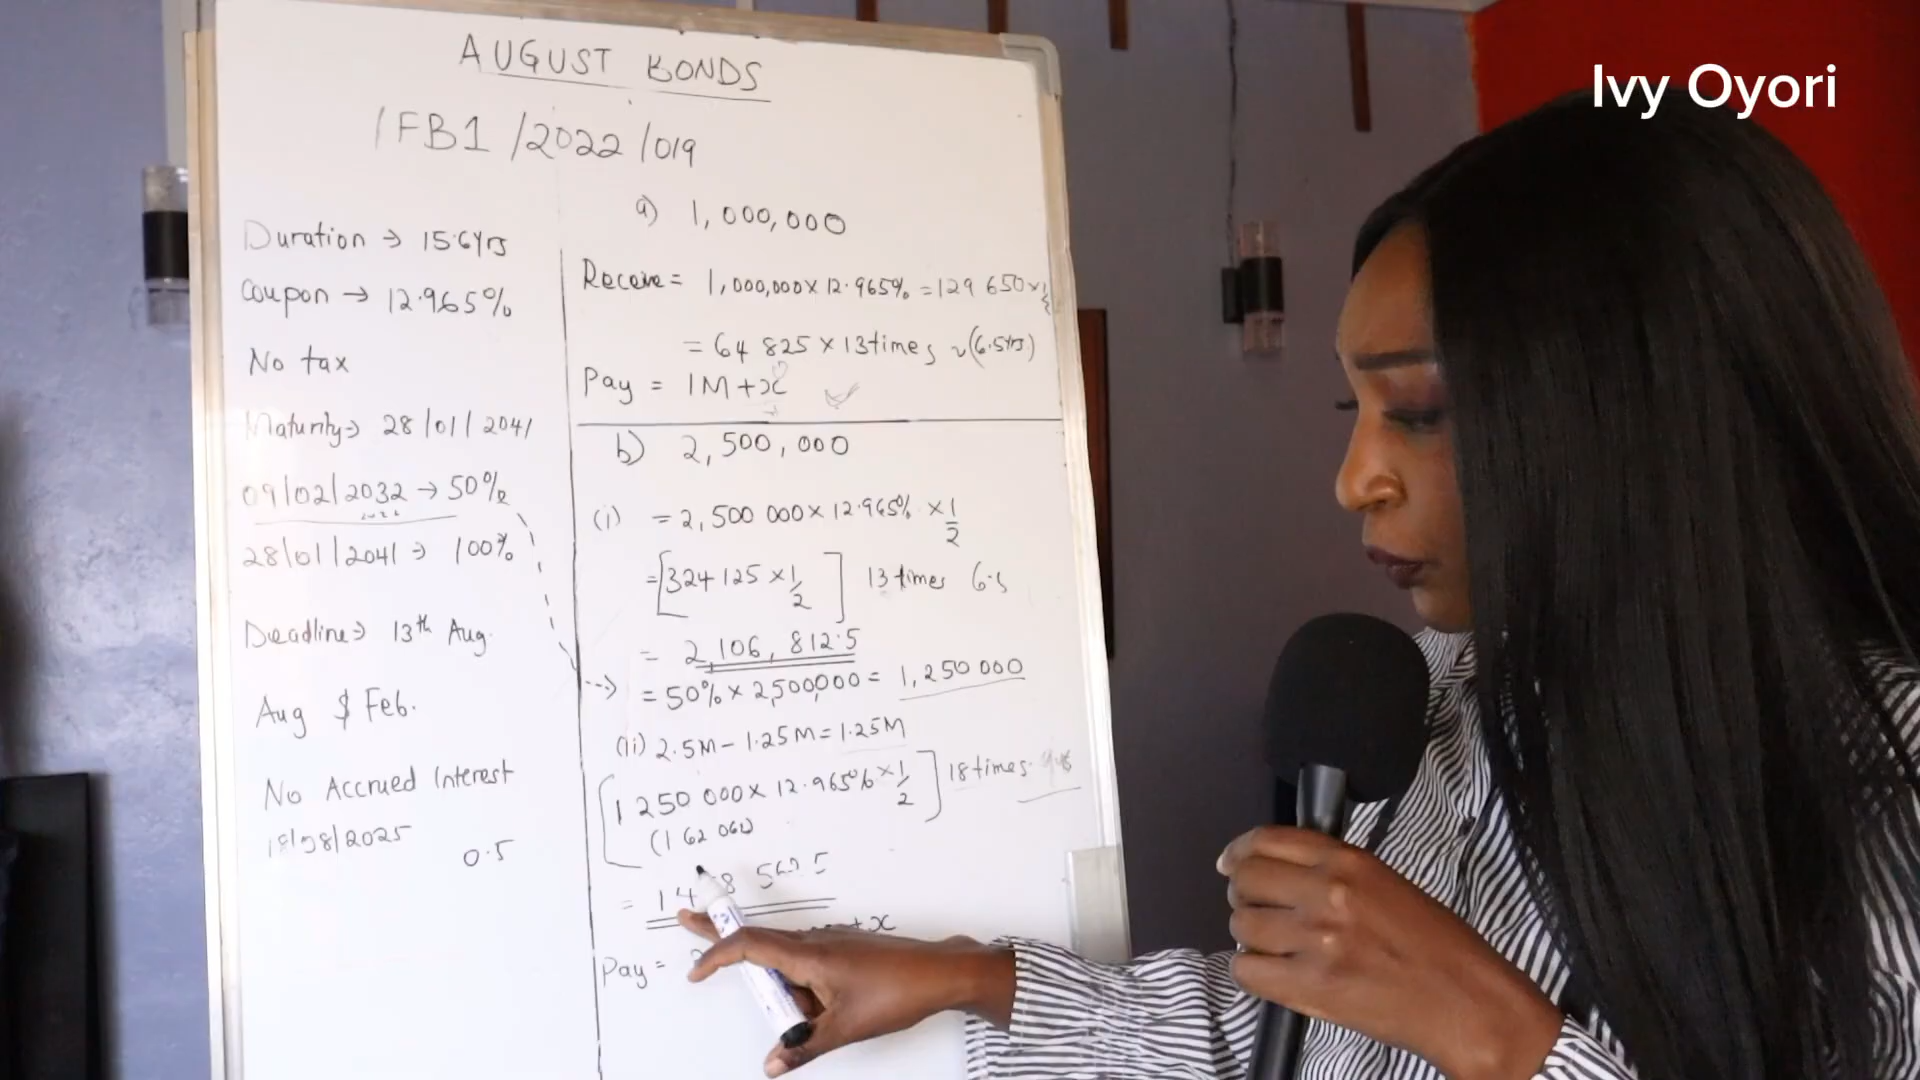 Ivy Oyori
AUGUST BONDS
IFB1/2022/019
Duration → 15.6yrs
Coupon → 12.965%
No tax
Maturity→ 28/01/2041
09/02/2032 → 50%
28/01/2041 → 100%
Deadline→ 13th Aug.
Aug $ Feb.
No Accrued Interest
18/08/2025
0.5
a) 1,000,000
Receive = 1,000,000 x 12.965% = 129 650 x ½
= 64 825 x 13 times ~ (6.5yrs)
Pay = 1M + x
b) 2,500,000
(i) = 2,500 000 x 12.965% x 1/2
= [324 125 x 1/2] 13 times
= 2,106,812.5
--> = 50% x 2,500,000 = 1,250 000
(ii) 2.5M - 1.25M = 1.25M
[1 250 000 x 12.965% x 1/2] 18 times 9yrs
= 14
Pay =
+ x